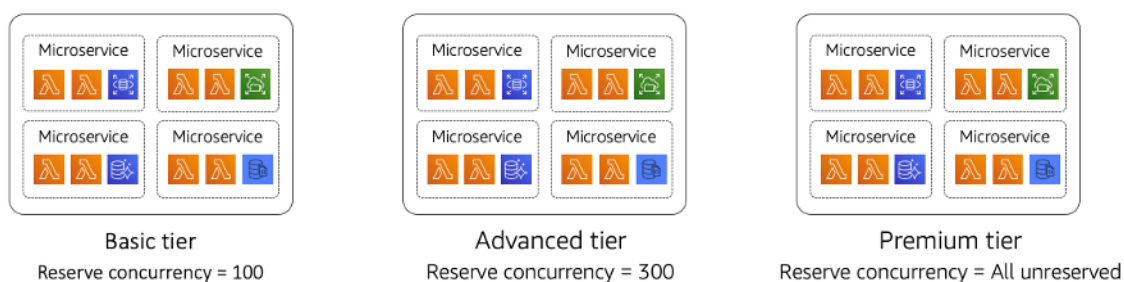 Microservice Microservice
Microservice Microservice
Basic tier
Reserve concurrency = 100
Microservice Microservice
Microservice Microservice
Advanced tier
Reserve concurrency = 300
Microservice Microservice
Microservice Microservice
Premium tier
Reserve concurrency = All unreserved